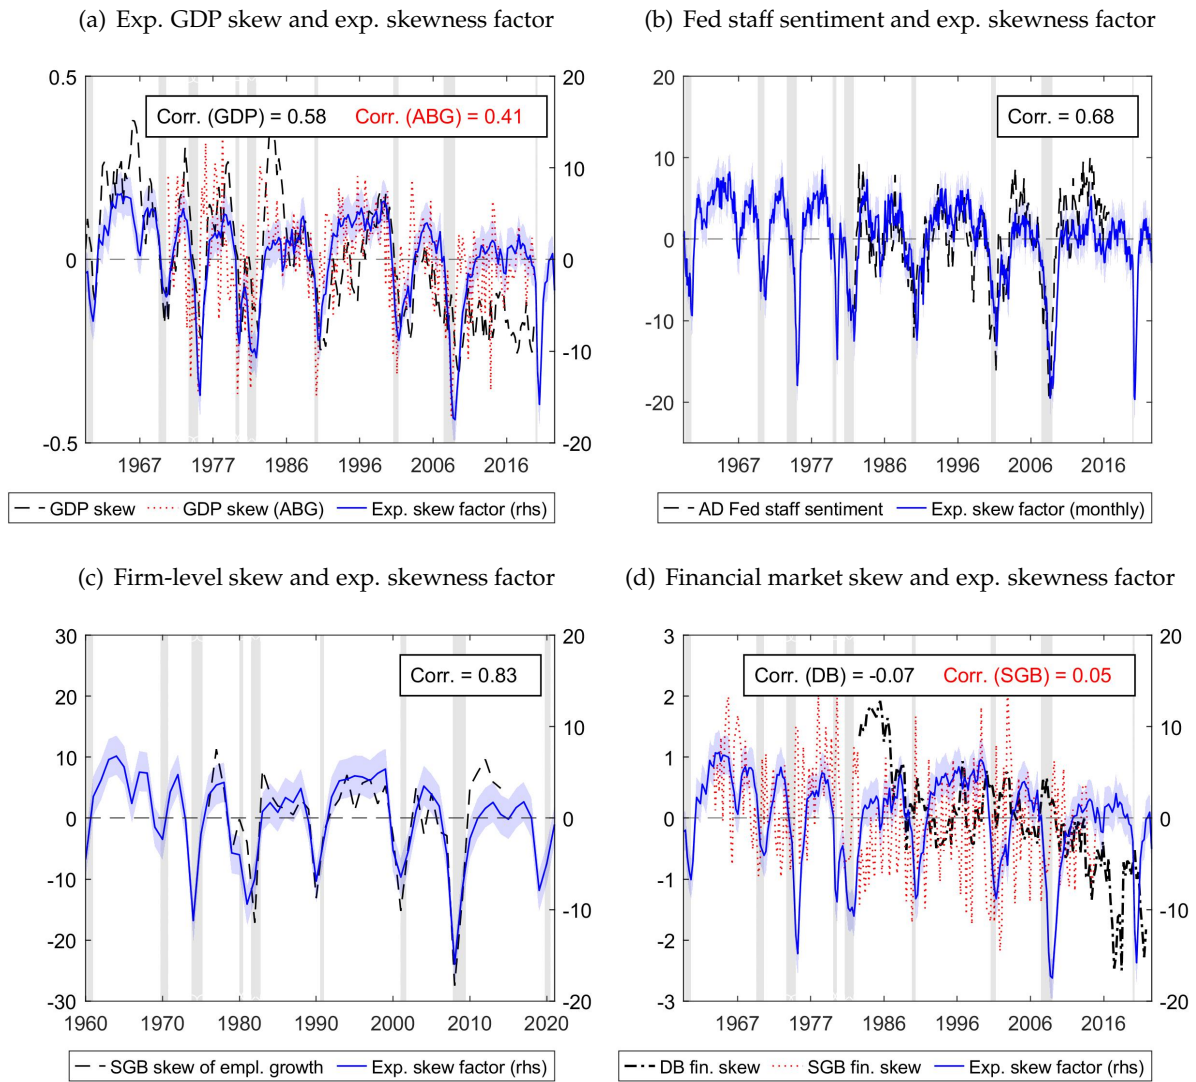 (a) Exp. GDP skew and exp. skewness factor
0.5
0
-0.5
20
10
0
-10
-20
Corr. (GDP) = 0.58 Corr. (ABG) = 0.41
1967 1977 1986 1996 2006 2016
GDP skew GDP skew (ABG) Exp. skew factor (rhs)
(b) Fed staff sentiment and exp. skewness factor
20
10
0
-10
-20
Corr. = 0.68
1967 1977 1986 1996 2006 2016
AD Fed staff sentiment Exp. skew factor (monthly)
(c) Firm-level skew and exp. skewness factor
30
20
10
0
-10
-20
-30
20
10
0
-10
-20
Corr. = 0.83
1960 1970 1980 1990 2000 2010 2020
SGB skew of empl. growth Exp. skew factor (rhs)
(d) Financial market skew and exp. skewness factor
3
2
1
0
-1
-2
-3
20
10
0
-10
-20
Corr. (DB) = -0.07 Corr. (SGB) = 0.05
1967 1977 1986 1996 2006 2016
DB fin. skew SGB fin. skew Exp. skew factor (rhs)